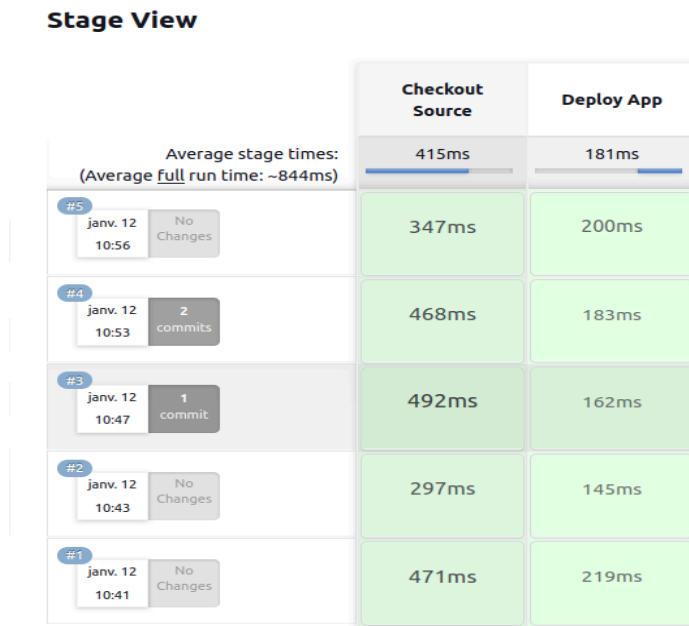 Stage View
Checkout
Source
Deploy App
Average stage times:
(Average full run time: ~844ms)
415ms
181ms
#5
janv. 12
10:56
No
Changes
347ms
200ms
#4
janv. 12
10:53
2
commits
468ms
183ms
#3
janv. 12
10:47
1
commit
492ms
162ms
#2
janv. 12
10:43
No
Changes
297ms
145ms
#1
janv. 12
10:41
No
Changes
471ms
219ms